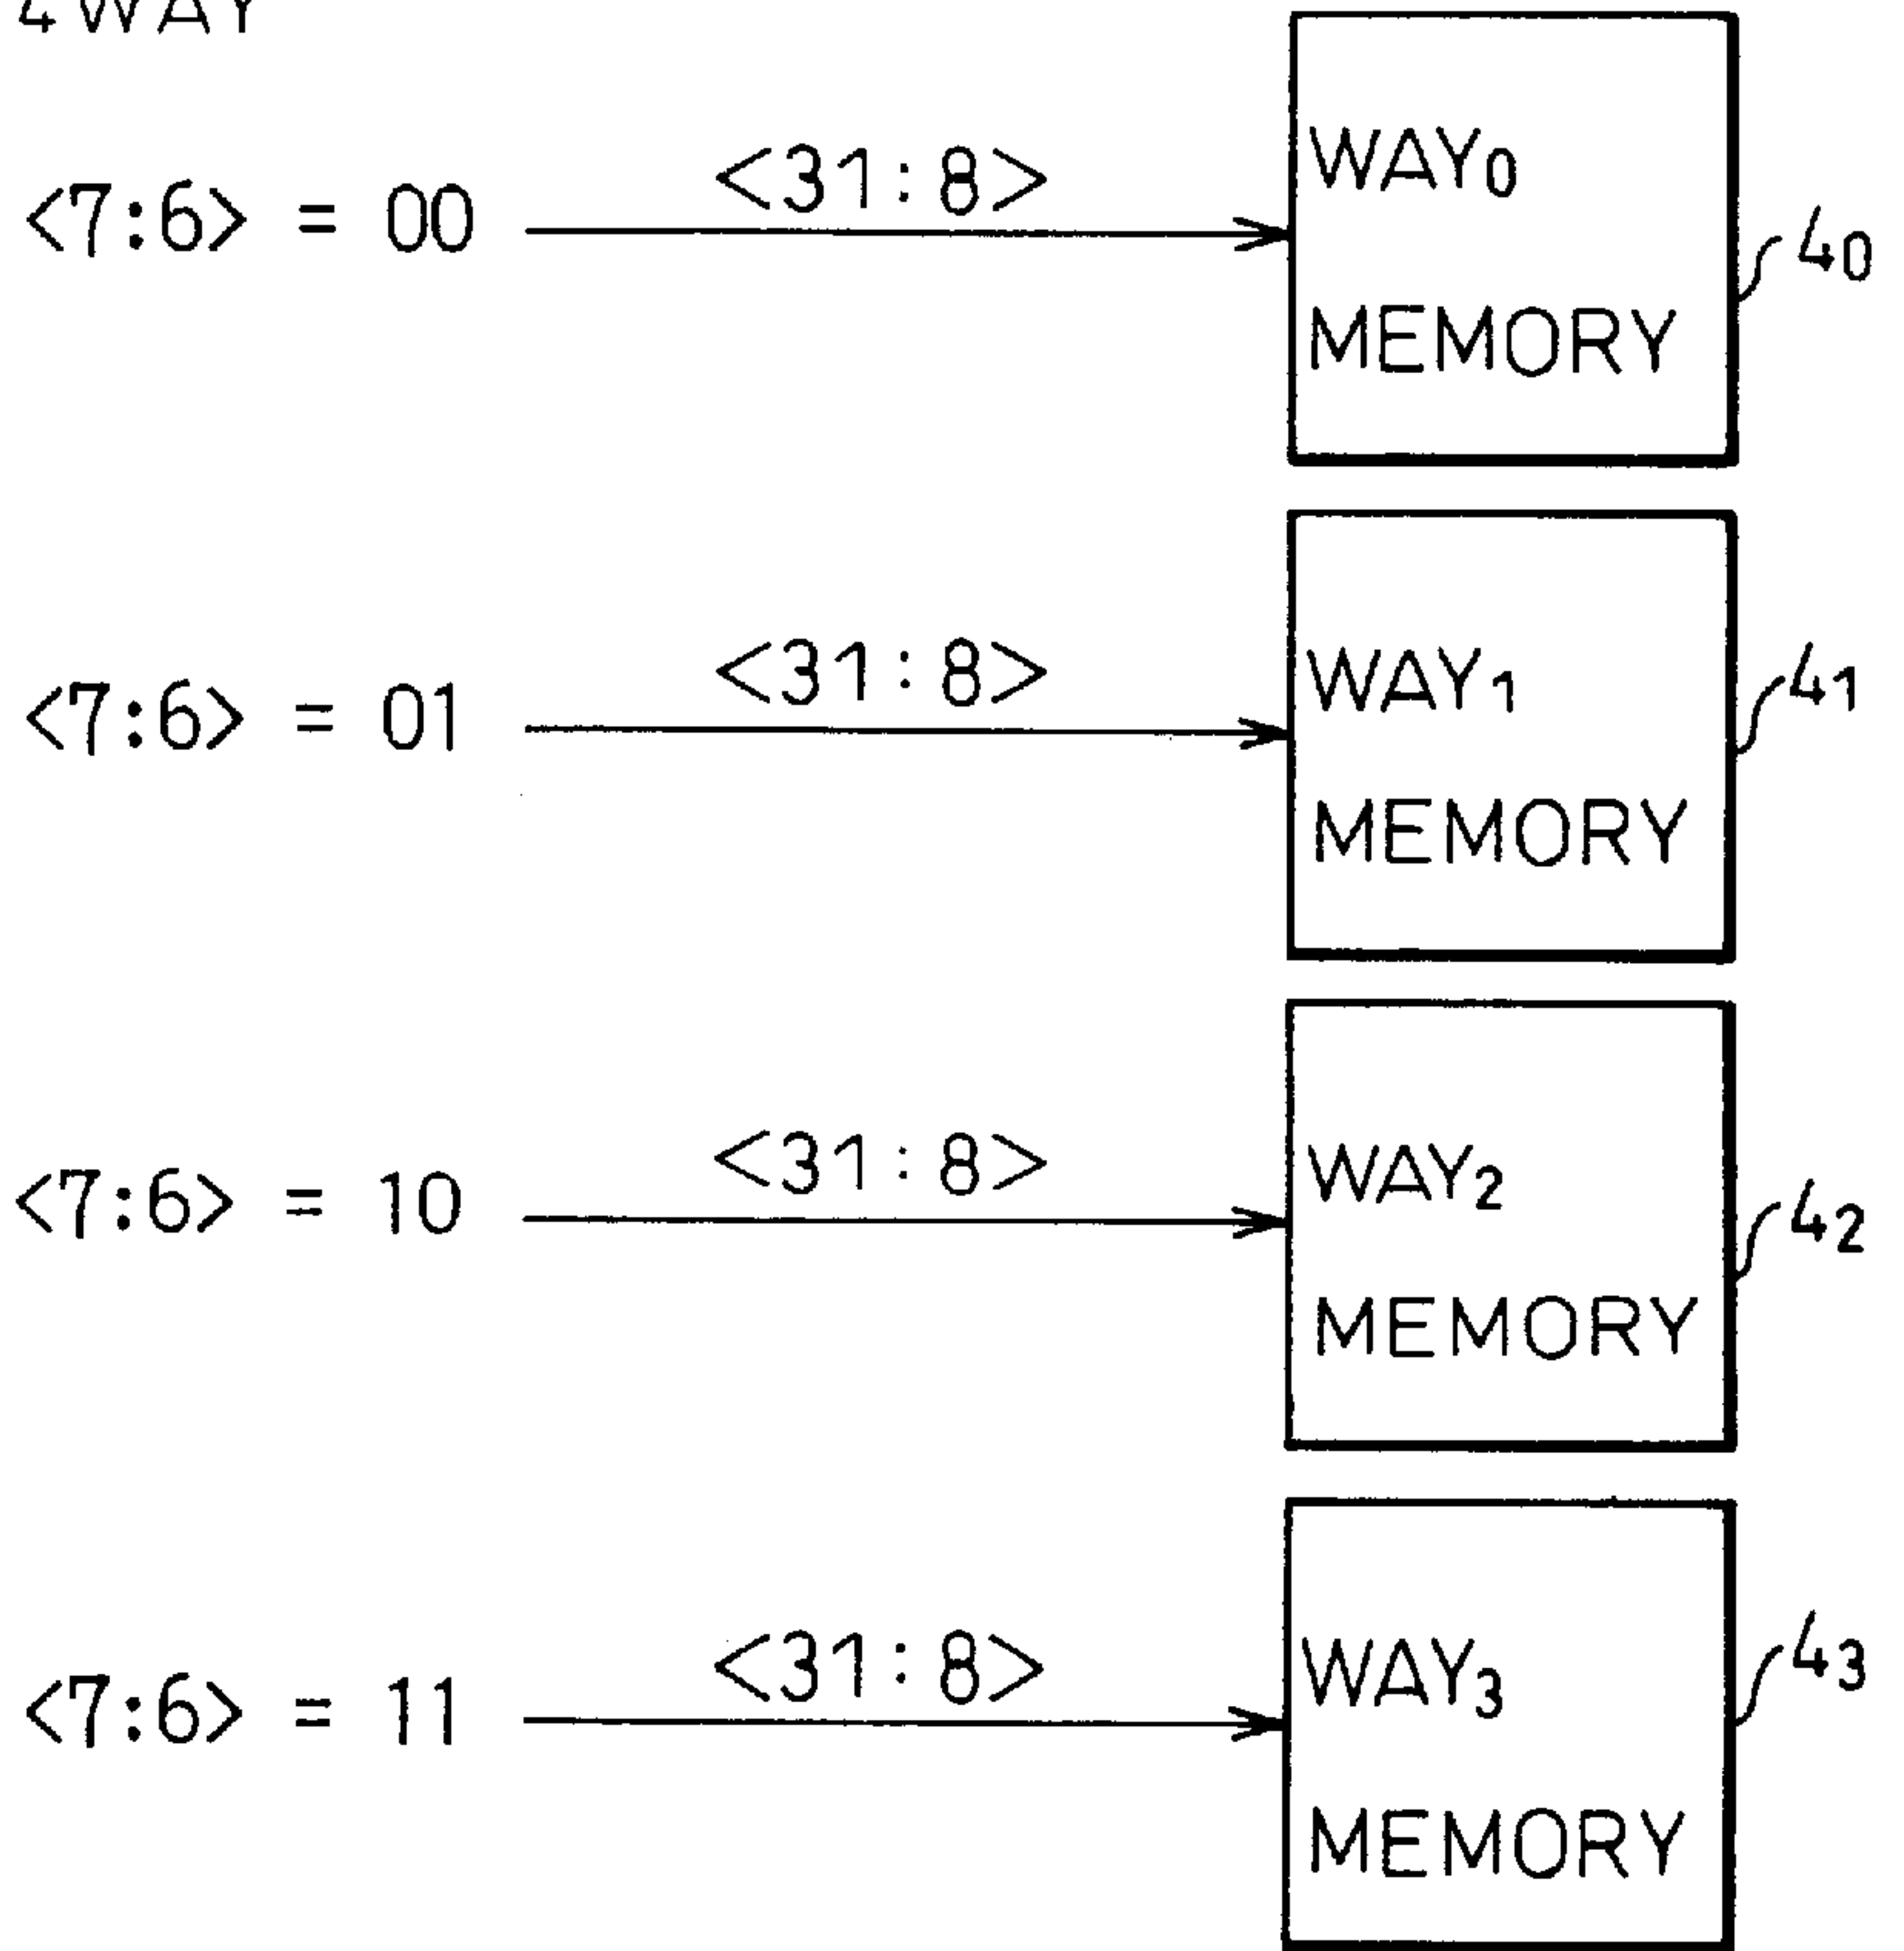 4WAY
<7:6> = 00
<31:8>
WAY₀
MEMORY
4₀
<7:6> = 01
<31:8>
WAY₁
MEMORY
4₁
<7:6> = 10
<31:8>
WAY₂
MEMORY
4₂
<7:6> = 11
<31:8>
WAY₃
MEMORY
4₃